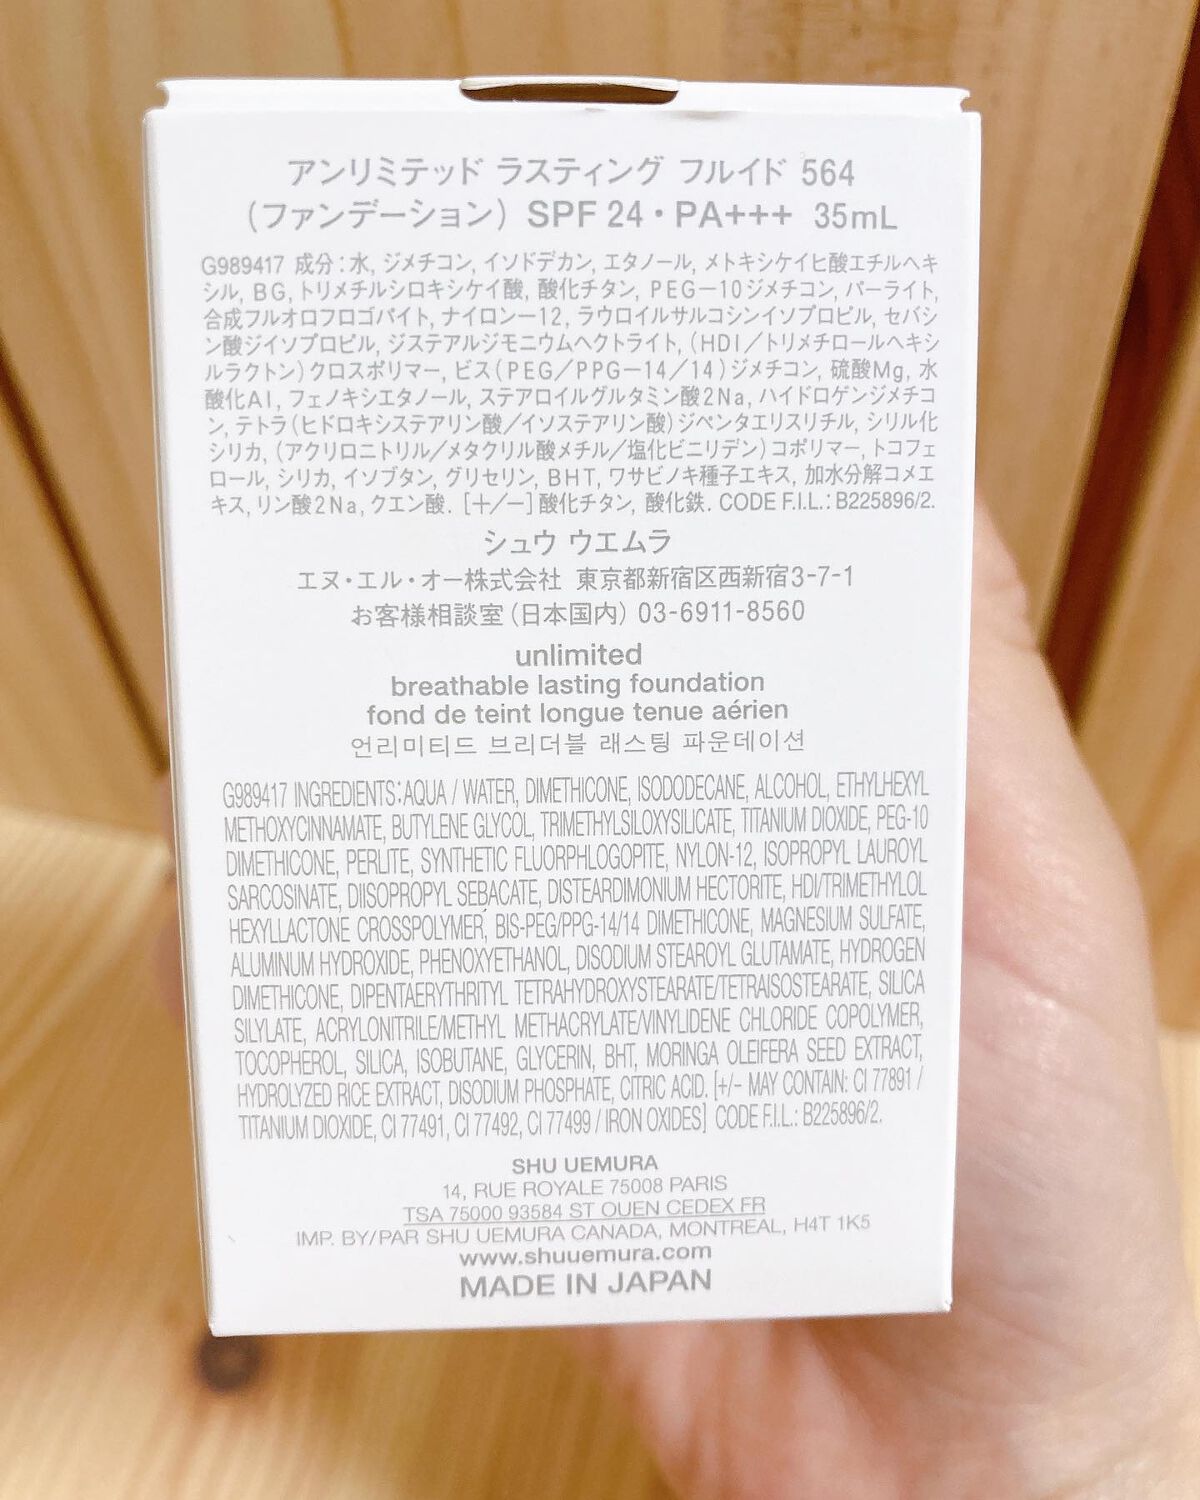 アンリミテッド ラスティング フルイド 564
(ファンデーション) SPF 24・PA+++ 35mL
G989417 成分:水, ジメチコン, イソドデカン, エタノール, メトキシケイヒ酸エチルヘキ
シル, BG, トリメチルシロキシケイ酸, 酸化チタン, PEG－10ジメチコン, パーライト,
合成フルオロフロゴパイト, ナイロン－12, ラウロイルサルコシンイソプロピル, セバシ
ン酸ジイソプロピル, ジステアルジモニウムヘクトライト, (HDI／トリメチロールヘキシ
ルラクトン)クロスポリマー, ビス(PEG／PPG－14／14)ジメチコン, 硫酸Mg, 水
酸化Al, フェノキシエタノール, ステアロイルグルタミン酸2Na, ハイドロゲンジメチコ
ン, テトラ(ヒドロキシステアリン酸／イソステアリン酸)ジペンタエリスリチル, シリル化
シリカ, (アクリロニトリル／メタクリル酸メチル／塩化ビニリデン)コポリマー, トコフェ
ロール, シリカ, イソブタン, グリセリン, BHT, ワサビノキ種子エキス, 加水分解コメエ
キス, リン酸2Na, クエン酸. [＋／－]酸化チタン, 酸化鉄. CODE F.I.L.: B225896/2.
シュウ ウエムラ
エヌ・エル・オー株式会社 東京都新宿区西新宿3-7-1
お客様相談室(日本国内) 03-6911-8560
unlimited
breathable lasting foundation
fond de teint longue tenue aérien
언리미티드 브리더블 래스팅 파운데이션
G989417 INGREDIENTS:AQUA / WATER, DIMETHICONE, ISODODECANE, ALCOHOL, ETHYLHEXYL
METHOXYCINNAMATE, BUTYLENE GLYCOL, TRIMETHYLSILOXYSILICATE, TITANIUM DIOXIDE, PEG-10
DIMETHICONE, PERLITE, SYNTHETIC FLUORPHLOGOPITE, NYLON-12, ISOPROPYL LAUROYL
SARCOSINATE, DIISOPROPYL SEBACATE, DISTEARDIMONIUM HECTORITE, HDI/TRIMETHYLOL
HEXYLLACTONE CROSSPOLYMER, BIS-PEG/PPG-14/14 DIMETHICONE, MAGNESIUM SULFATE,
ALUMINUM HYDROXIDE, PHENOXYETHANOL, DISODIUM STEAROYL GLUTAMATE, HYDROGEN
DIMETHICONE, DIPENTAERYTHRITYL TETRAHYDROXYSTEARATE/TETRAISOSTEARATE, SILICA
SILYLATE, ACRYLONITRILE/METHYL METHACRYLATE/VINYLIDENE CHLORIDE COPOLYMER,
TOCOPHEROL, SILICA, ISOBUTANE, GLYCERIN, BHT, MORINGA OLEIFERA SEED EXTRACT,
HYDROLYZED RICE EXTRACT, DISODIUM PHOSPHATE, CITRIC ACID. [+/- MAY CONTAIN: CI 77891 /
TITANIUM DIOXIDE, CI 77491, CI 77492, CI 77499 / IRON OXIDES] CODE F.I.L.: B225896/2.
SHU UEMURA
14, RUE ROYALE 75008 PARIS
TSA 75000 93584 ST OUEN CEDEX FR
IMP. BY/PAR SHU UEMURA CANADA, MONTREAL, H4T 1K5
www.shuuemura.com
MADE IN JAPAN